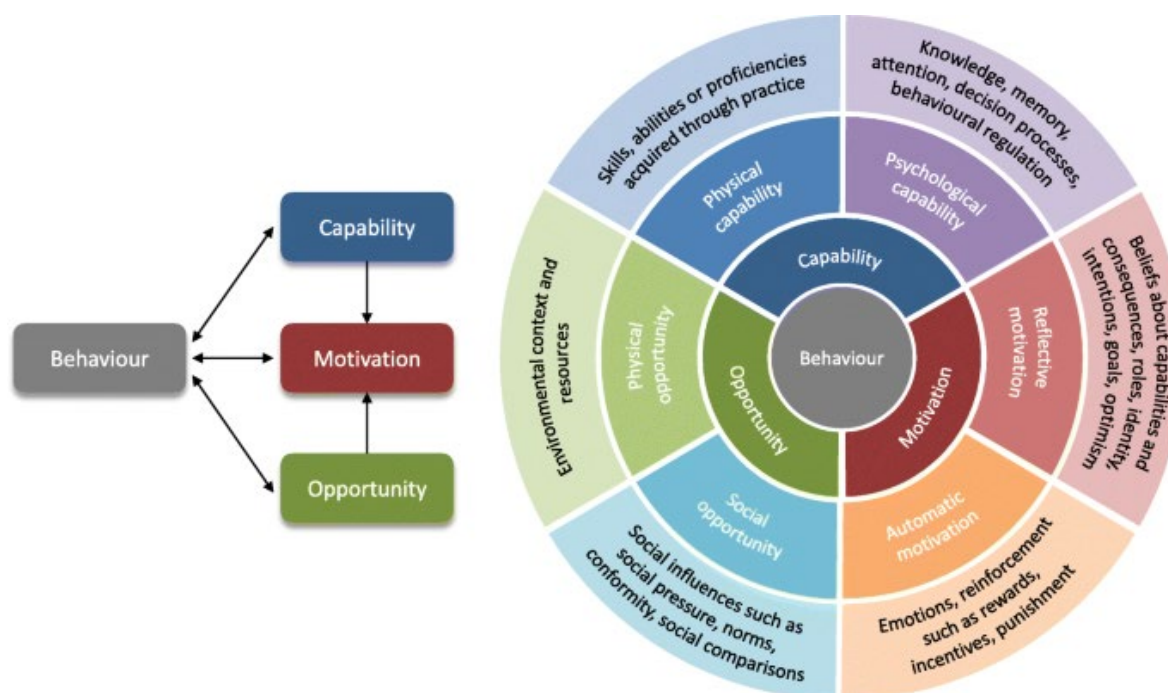 Capability
Behaviour
Motivation
Opportunity
Skills, abilities or proficiencies
acquired through practice
Knowledge, memory,
attention, decision processes,
behavioural regulation
Physical
capability
Psychological
capability
Capability
Environmental context and
resources
Physical
opportunity
Opportunity
Behaviour
Motivation
Reflective
motivation
Beliefs about capabilities and
consequences, roles, identity,
intentions, goals, optimism
Social
opportunity
Automatic
motivation
Social influences such as
social pressure, norms,
conformity, social comparisons
Emotions, reinforcement
such as rewards,
incentives, punishment